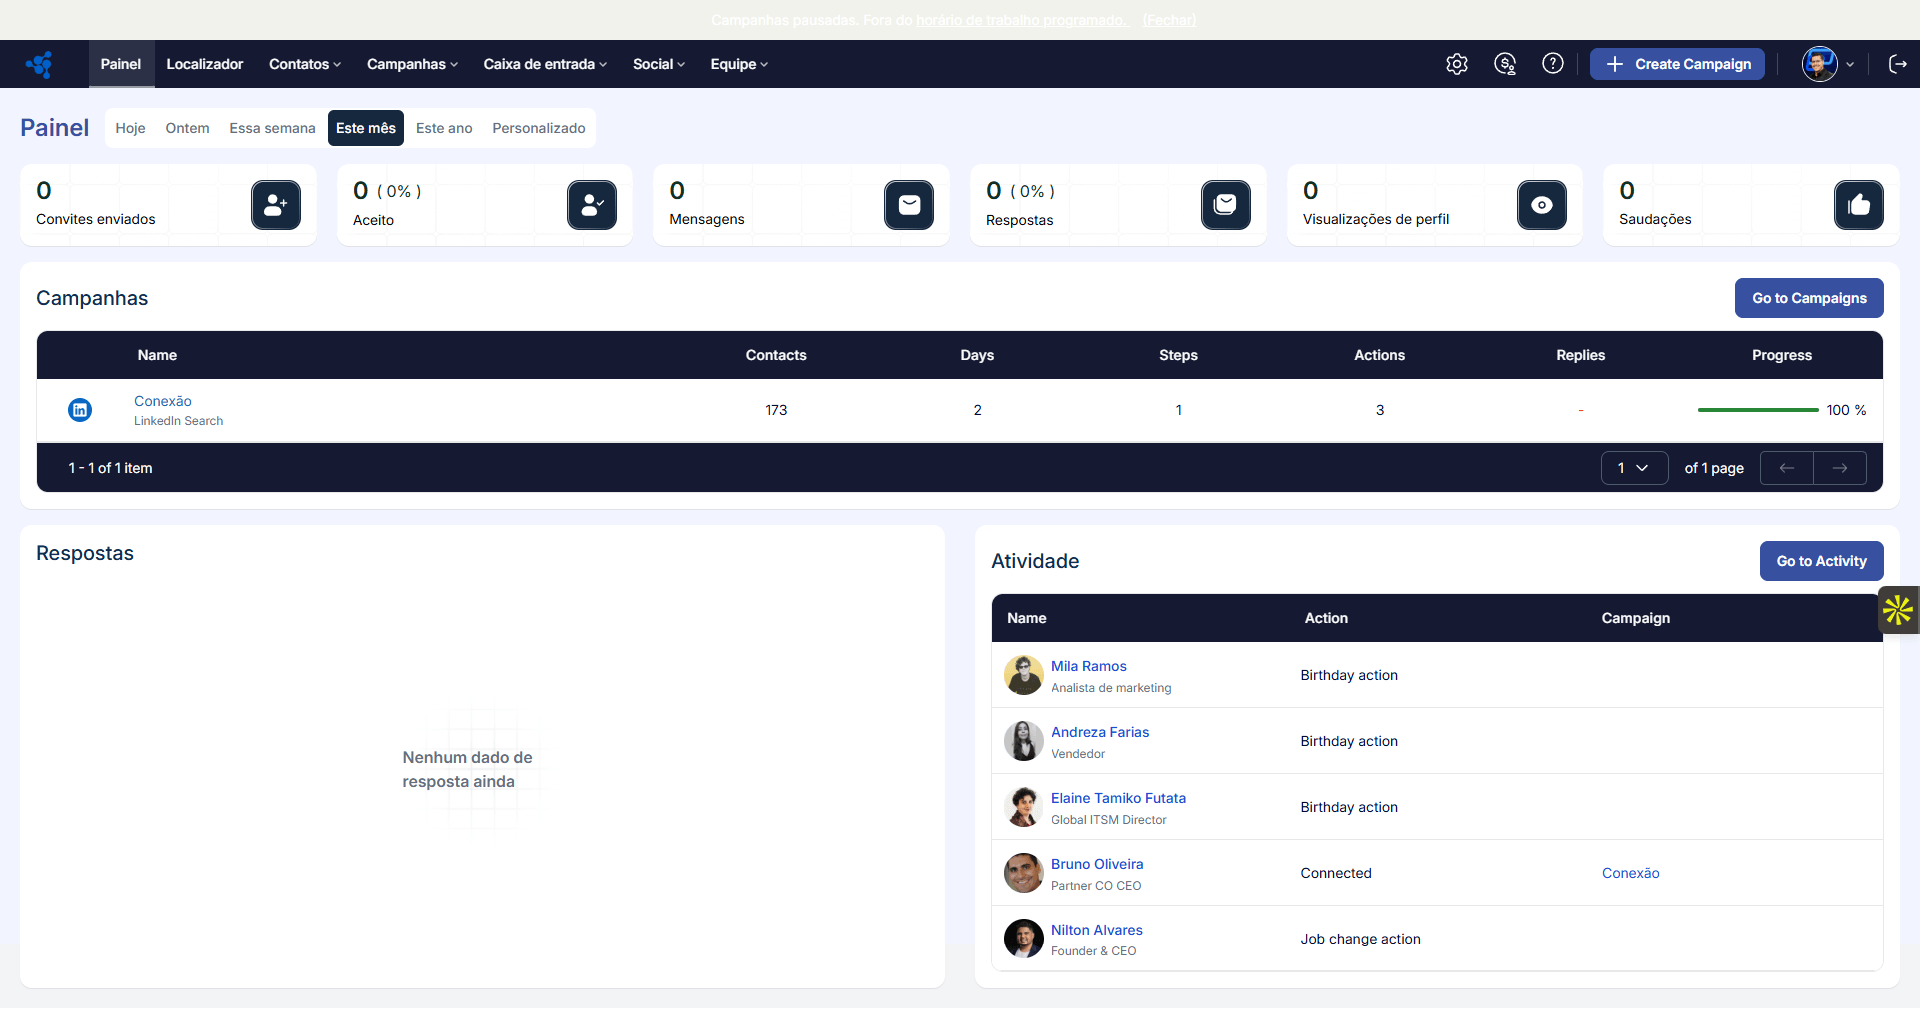 Campanhas pausadas. Fora do horário de trabalho programado. (Fechar)
Painel Localizador Contatos Campanhas Caixa de entrada Social Equipe Create Campaign
Painel Hoje Ontem Essa semana Este mês Este ano Personalizado
0
Convites enviados
0 ( 0% )
Aceito
0
Mensagens
0 ( 0% )
Respostas
0
Visualizações de perfil
0
Saudações
Campanhas Go to Campaigns
Name Contacts Days Steps Actions Replies Progress
Conexão
LinkedIn Search
173 2 1 3 - 100 %
1 - 1 of 1 item 1 of 1 page
Respostas
Nenhum dado de
resposta ainda
Atividade Go to Activity
Name Action Campaign
Mila Ramos
Analista de marketing
Birthday action
Andreza Farias
Vendedor
Birthday action
Elaine Tamiko Futata
Global ITSM Director
Birthday action
Bruno Oliveira
Partner CO CEO
Connected Conexão
Nilton Alvares
Founder & CEO
Job change action